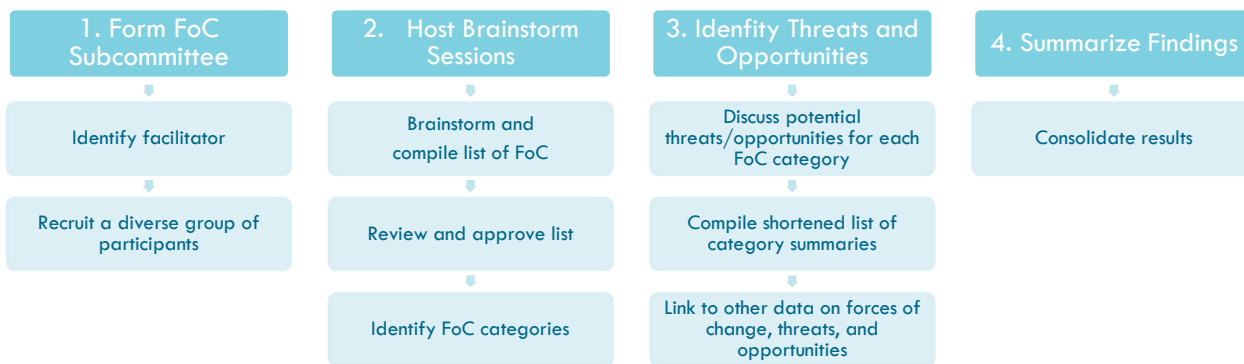 1. Form FoC
Subcommittee
Identify facilitator
Recruit a diverse group of
participants
2. Host Brainstorm
Sessions
Brainstorm and
compile list of FoC
Review and approve list
Identify FoC categories
3. Idenfity Threats and
Opportunities
Discuss potential
threats/opportunities for each
FoC category
Compile shortened list of
category summaries
Link to other data on forces of
change, threats, and
opportunities
4. Summarize Findings
Consolidate results